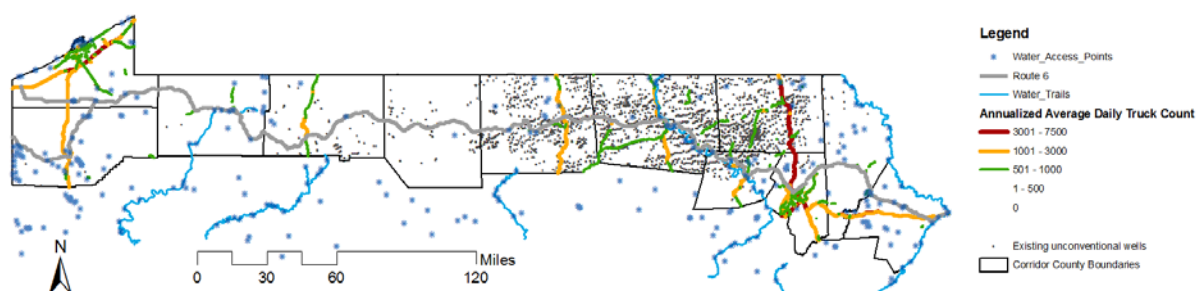 Legend
Water_Access_Points
Route 6
Water_Trails
Annualized Average Daily Truck Count
3001 - 7500
1001 - 3000
501 - 1000
1 - 500
0
Existing unconventional wells
Corridor County Boundaries
N
Miles
0 30 60 120